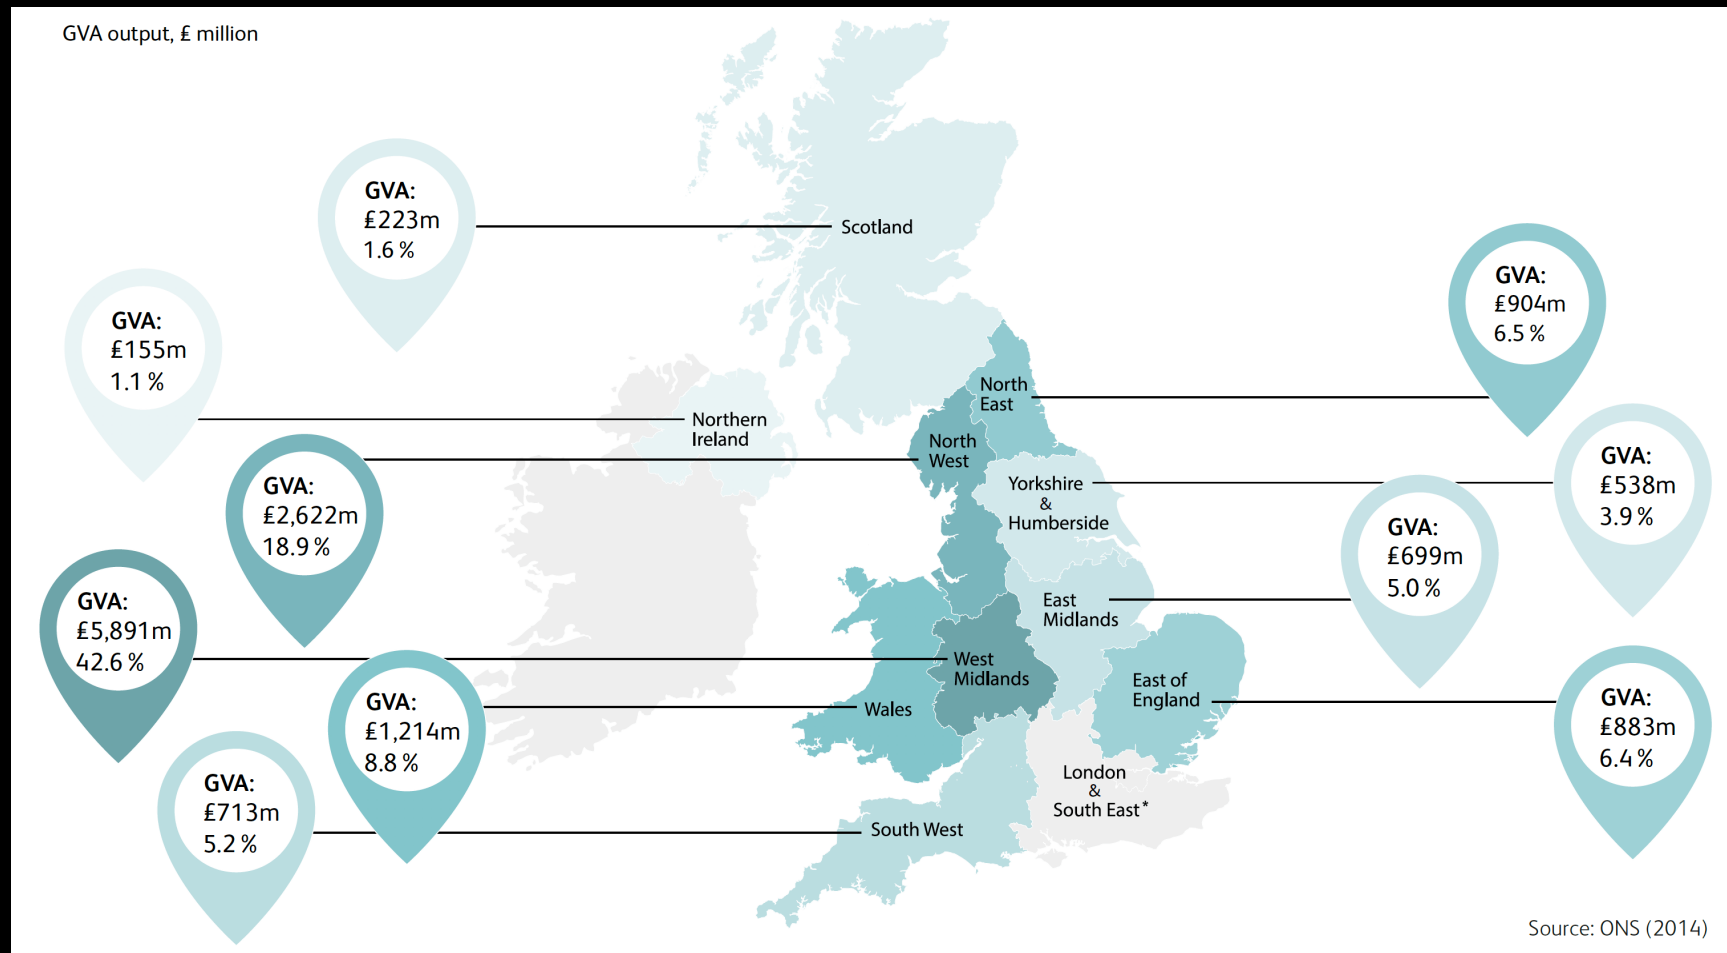 GVA output, £ million
GVA:
£223m
1.6 %
Scotland
GVA:
£904m
6.5 %
North
East
GVA:
£155m
1.1 %
Northern
Ireland
GVA:
£2,622m
18.9 %
North
West
GVA:
£538m
3.9 %
Yorkshire
&
Humberside
GVA:
£699m
5.0 %
East
Midlands
GVA:
£5,891m
42.6 %
West
Midlands
GVA:
£1,214m
8.8 %
Wales
GVA:
£883m
6.4 %
East of
England
London
&
South East*
GVA:
£713m
5.2 %
South West
Source: ONS (2014)